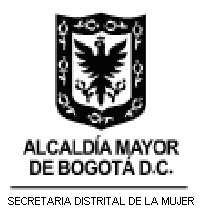 ALCALDÍA MAYOR
DE BOGOTÁ D.C.
SECRETARIA DISTRITAL DE LA MUJER